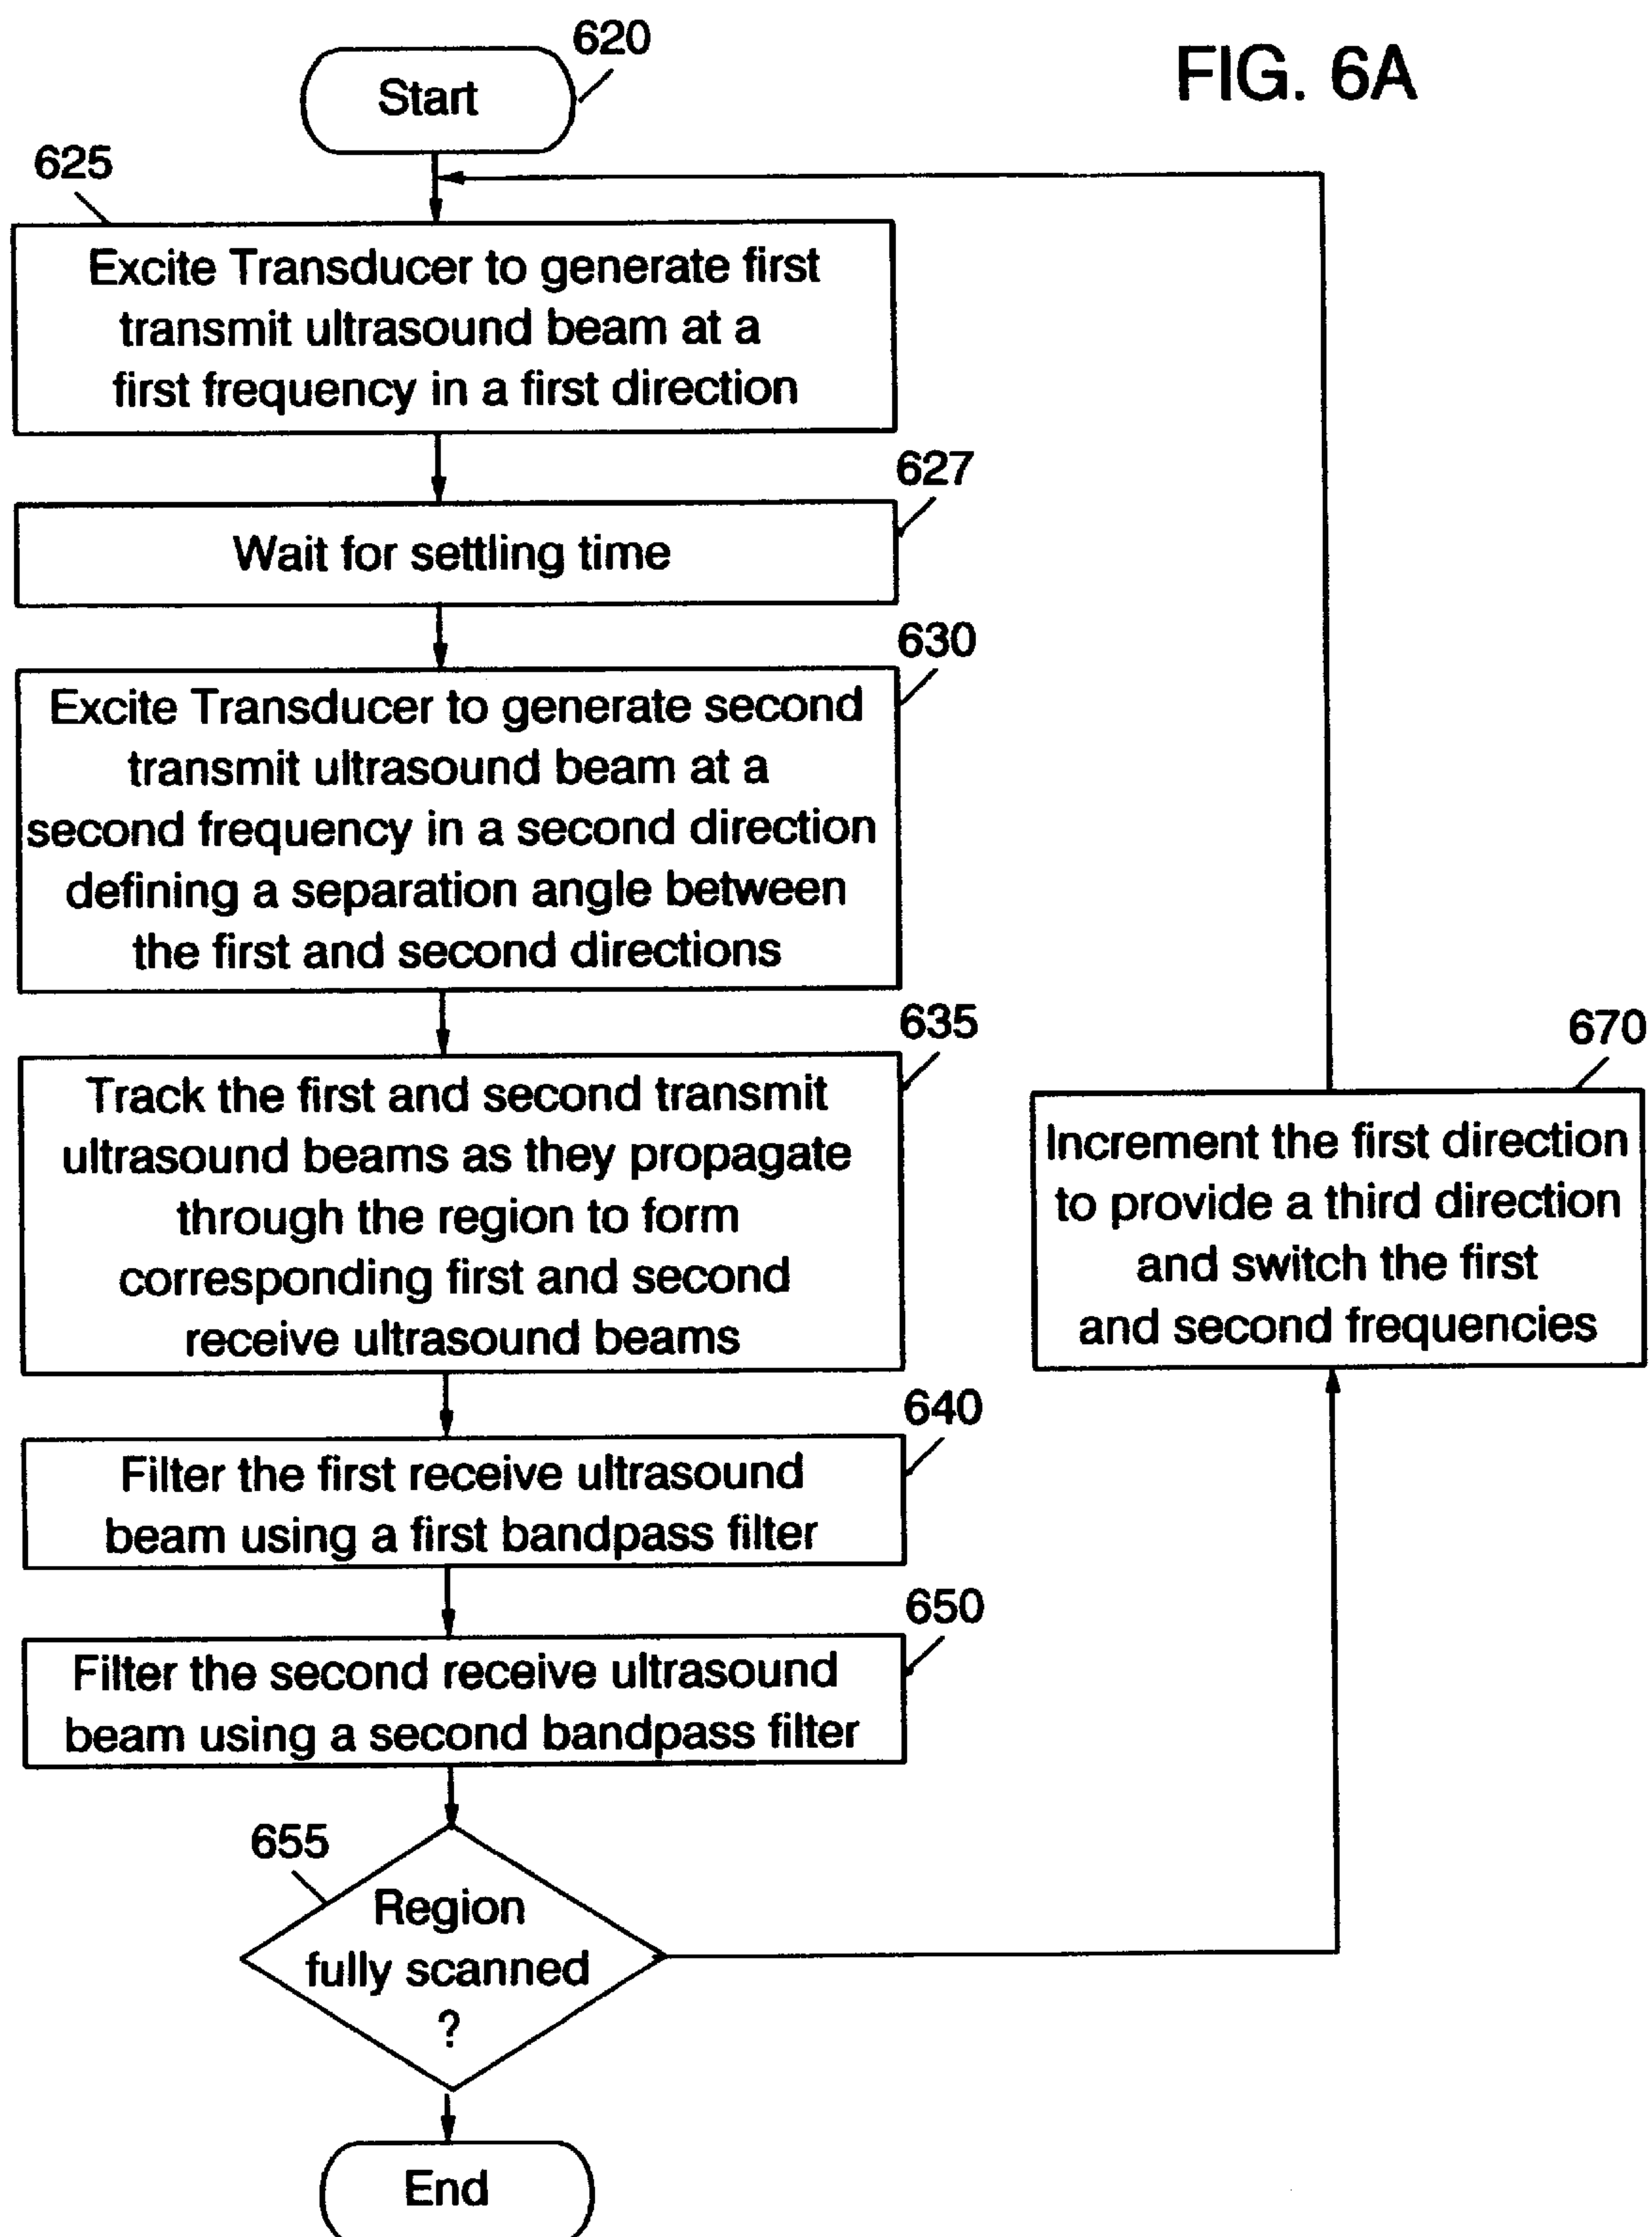 FIG. 6A
620
Start
625
Excite Transducer to generate first
transmit ultrasound beam at a
first frequency in a first direction
627
Wait for settling time
630
Excite Transducer to generate second
transmit ultrasound beam at a
second frequency in a second direction
defining a separation angle between
the first and second directions
635
Track the first and second transmit
ultrasound beams as they propagate
through the region to form
corresponding first and second
receive ultrasound beams
640
Filter the first receive ultrasound
beam using a first bandpass filter
650
Filter the second receive ultrasound
beam using a second bandpass filter
655
Region
fully scanned
?
670
Increment the first direction
to provide a third direction
and switch the first
and second frequencies
End